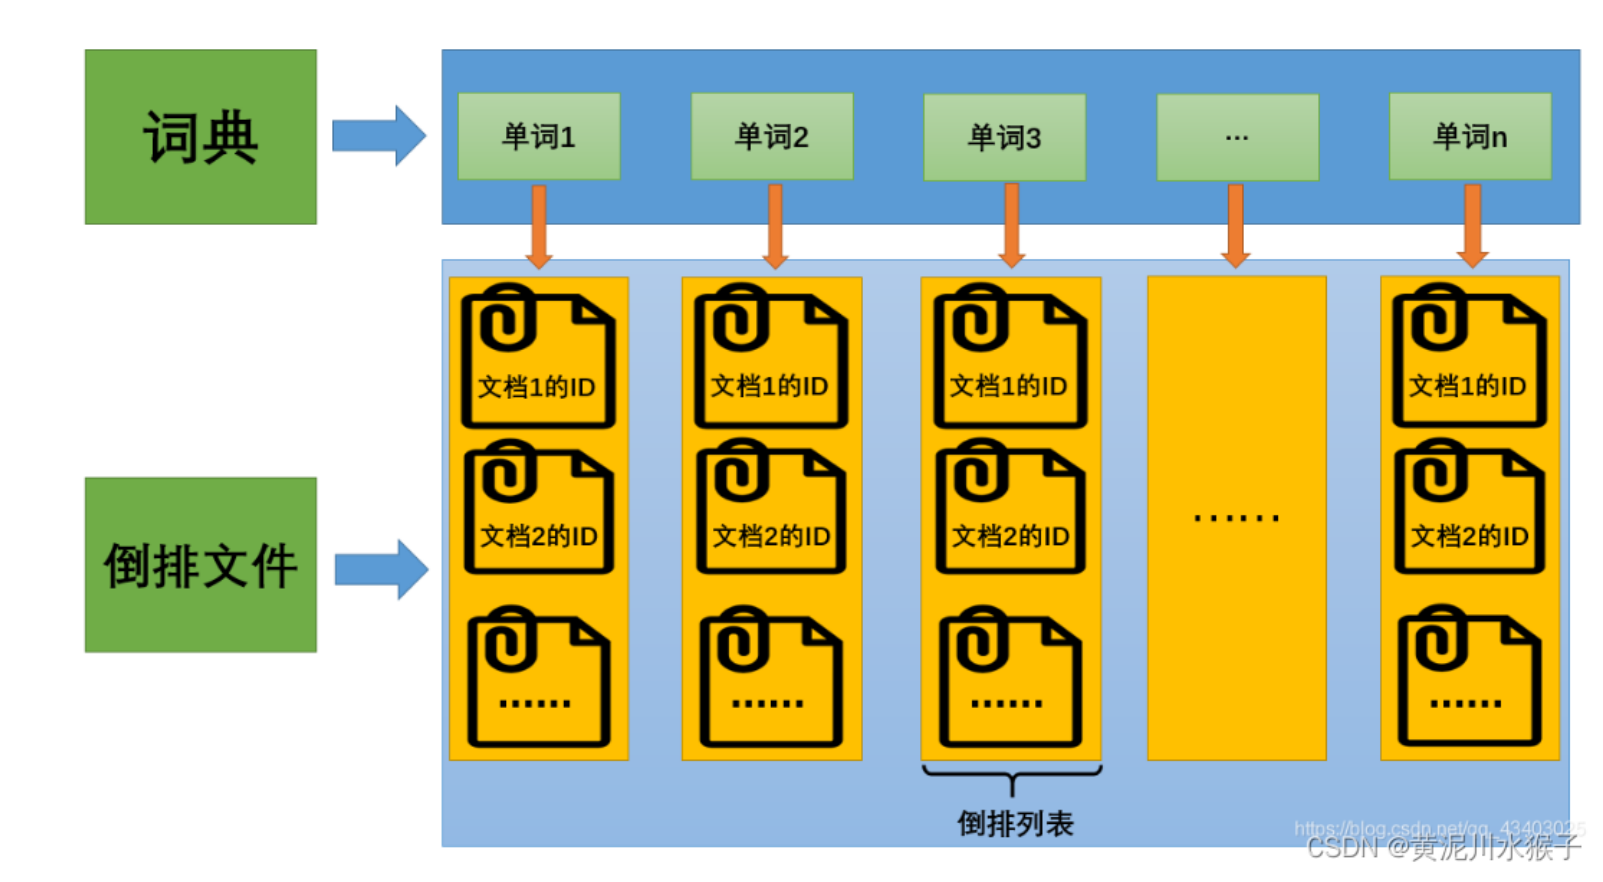 词典
单词1
单词2
单词3
...
单词n
倒排文件
文档1的ID
文档1的ID
文档1的ID
文档1的ID
文档2的ID
文档2的ID
文档2的ID
......
文档2的ID
......
......
......
......
倒排列表
https://blog.csdn.net/qq_43403025
CSDN @黄泥川水猴子